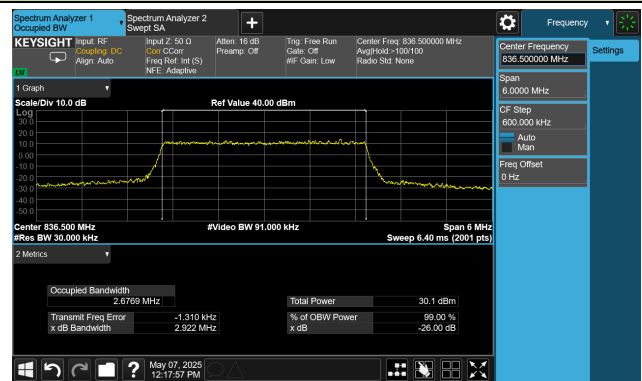 Spectrum Analyzer 1
Occupied BW
Spectrum Analyzer 2
Swept SA
+
Frequency
KEYSIGHT
Input: RF
Coupling: DC
Align: Auto
Input Z: 50 Ω
Corr CCorr
Freq Ref: Int (S)
NFE: Adaptive
Atten: 16 dB
Preamp: Off
Trig: Free Run
Gate: Off
#IF Gain: Low
Center Freq: 836.500000 MHz
Avg|Hold:>100/100
Radio Std: None
LXI
Center Frequency
836.500000 MHz
Settings
Span
6.0000 MHz
CF Step
600.000 kHz
Auto
Man
Freq Offset
0 Hz
1 Graph
Scale/Div 10.0 dB
Ref Value 40.00 dBm
Log
30.0
20.0
10.0
0.00
-10.0
-20.0
-30.0
-40.0
-50.0
Center 836.500 MHz
#Video BW 91.000 kHz
Span 6 MHz
#Res BW 30.000 kHz
Sweep 6.40 ms (2001 pts)
2 Metrics
Occupied Bandwidth
2.6769 MHz
Total Power
30.1 dBm
Transmit Freq Error
-1.310 kHz
% of OBW Power
99.00 %
x dB Bandwidth
2.922 MHz
x dB
-26.00 dB
?
May 07, 2025
12:17:57 PM